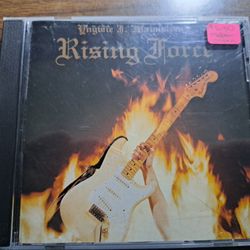 Yngwie J. Malmsteen's
Rising Force